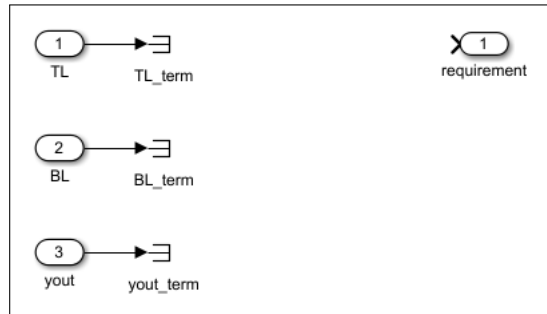 1
TL
TL_term
1
requirement
2
BL
BL_term
3
yout
yout_term